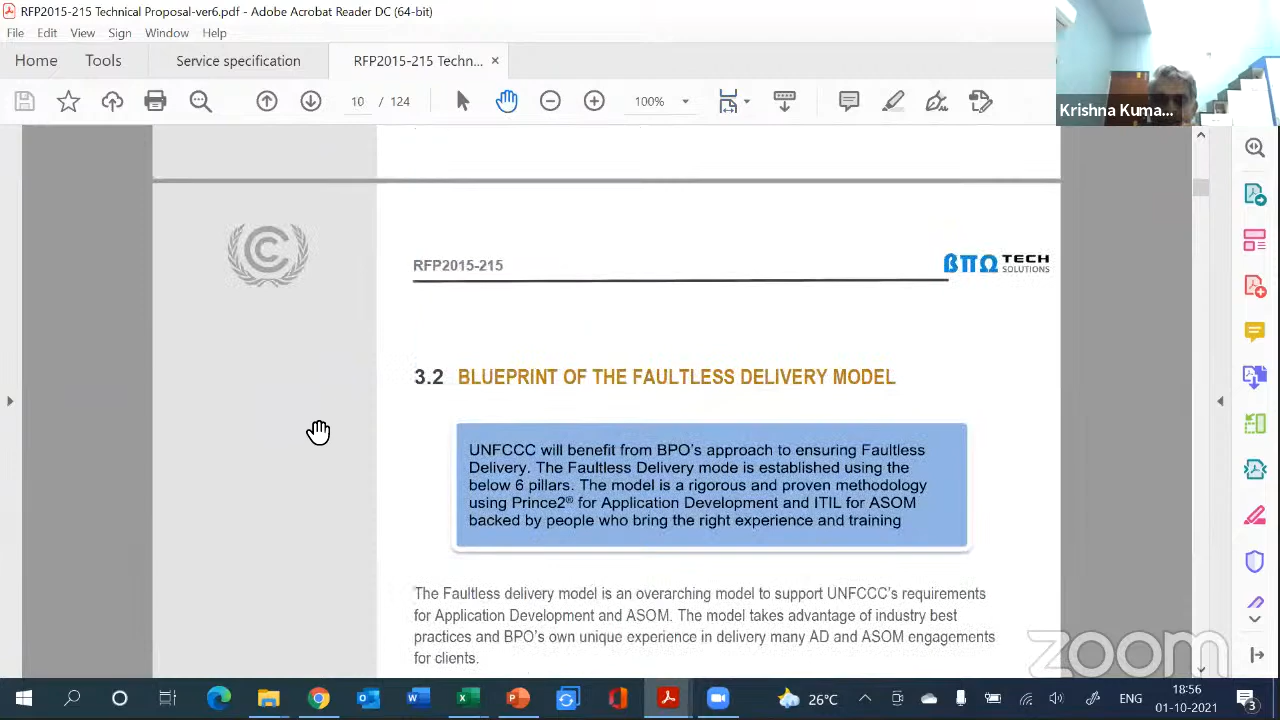 RFP2015-215 Technical Proposal-ver6.pdf - Adobe Acrobat Reader DC (64-bit)
File Edit View Sign Window Help
Home Tools Service specification RFP2015-215 Techn... ×
10 / 124 100%
Krishna Kuma...
RFP2015-215
βπΩ TECH SOLUTIONS
3.2 BLUEPRINT OF THE FAULTLESS DELIVERY MODEL
UNFCCC will benefit from BPO's approach to ensuring Faultless
Delivery. The Faultless Delivery mode is established using the
below 6 pillars. The model is a rigorous and proven methodology
using Prince2® for Application Development and ITIL for ASOM
backed by people who bring the right experience and training
The Faultless delivery model is an overarching model to support UNFCCC's requirements
for Application Development and ASOM. The model takes advantage of industry best
practices and BPO's own unique experience in delivery many AD and ASOM engagements
for clients.
zoom
26°C ENG 18:56
01-10-2021
3